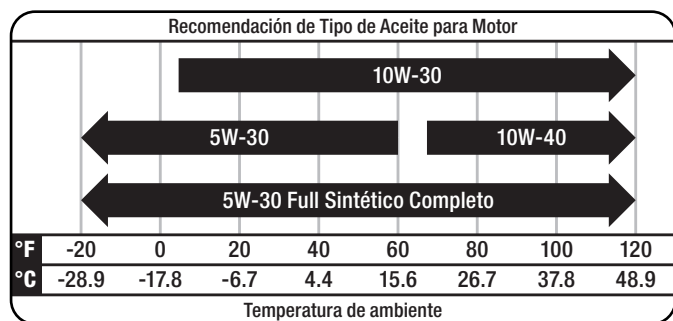 Recomendación de Tipo de Aceite para Motor
10W-30
5W-30 10W-40
5W-30 Full Sintético Completo
°F -20 0 20 40 60 80 100 120
°C -28.9 -17.8 -6.7 4.4 15.6 26.7 37.8 48.9
Temperatura de ambiente